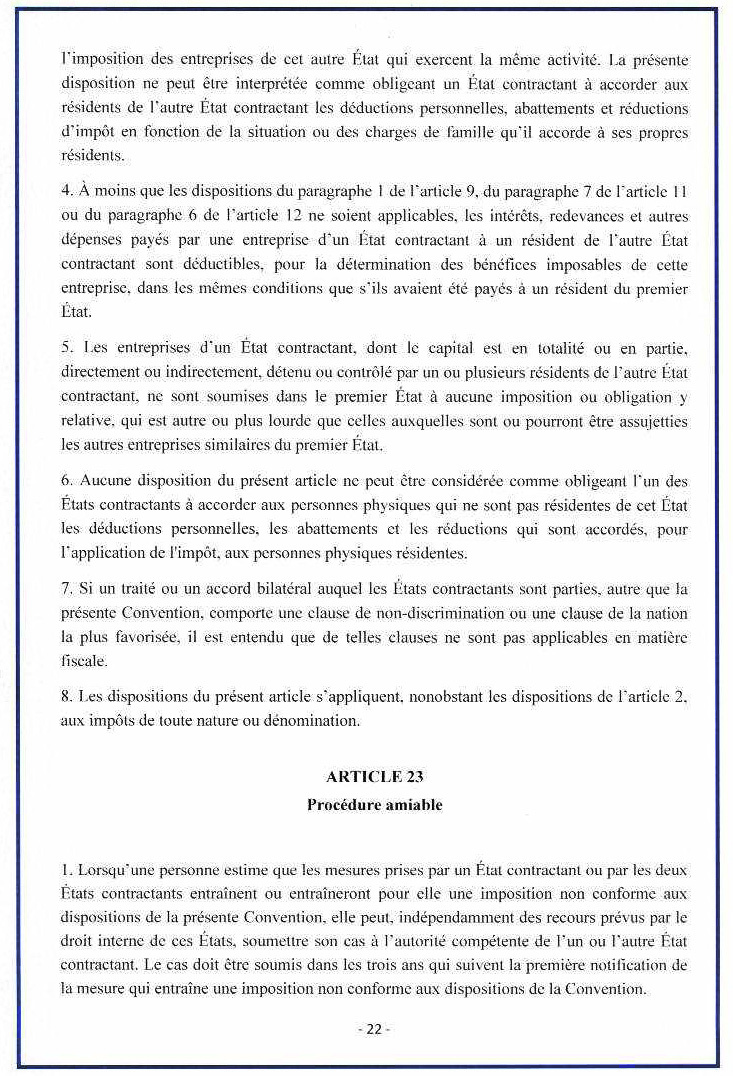 l'imposition des entreprises de cet autre État qui exercent la même activité. La présente
disposition ne peut être interprétée comme obligeant un État contractant à accorder aux
résidents de l'autre État contractant les déductions personnelles, abattements et réductions
d'impôt en fonction de la situation ou des charges de famille qu'il accorde à ses propres
résidents.
4. À moins que les dispositions du paragraphe 1 de l'article 9, du paragraphe 7 de l'article 11
ou du paragraphe 6 de l'article 12 ne soient applicables, les intérêts, redevances et autres
dépenses payés par une entreprise d'un État contractant à un résident de l'autre État
contractant sont déductibles, pour la détermination des bénéfices imposables de cette
entreprise, dans les mêmes conditions que s'ils avaient été payés à un résident du premier
État.
5. Les entreprises d'un État contractant, dont le capital est en totalité ou en partie,
directement ou indirectement, détenu ou contrôlé par un ou plusieurs résidents de l'autre État
contractant, ne sont soumises dans le premier État à aucune imposition ou obligation y
relative, qui est autre ou plus lourde que celles auxquelles sont ou pourront être assujetties
les autres entreprises similaires du premier État.
6. Aucune disposition du présent article ne peut être considérée comme obligeant l'un des
États contractants à accorder aux personnes physiques qui ne sont pas résidentes de cet État
les déductions personnelles, les abattements et les réductions qui sont accordés, pour
l'application de l'impôt, aux personnes physiques résidentes.
7. Si un traité ou un accord bilatéral auquel les États contractants sont parties, autre que la
présente Convention, comporte une clause de non-discrimination ou une clause de la nation
la plus favorisée, il est entendu que de telles clauses ne sont pas applicables en matière
fiscale.
8. Les dispositions du présent article s'appliquent, nonobstant les dispositions de l'article 2,
aux impôts de toute nature ou dénomination.
ARTICLE 23
Procédure amiable
1. Lorsqu'une personne estime que les mesures prises par un État contractant ou par les deux
États contractants entraînent ou entraîneront pour elle une imposition non conforme aux
dispositions de la présente Convention, elle peut, indépendamment des recours prévus par le
droit interne de ces États, soumettre son cas à l'autorité compétente de l'un ou l'autre État
contractant. Le cas doit être soumis dans les trois ans qui suivent la première notification de
la mesure qui entraîne une imposition non conforme aux dispositions de la Convention.
- 22 -